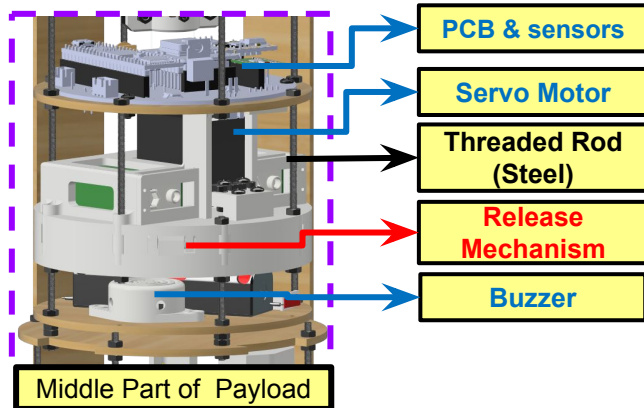 PCB & sensors
Servo Motor
Threaded Rod
(Steel)
Release
Mechanism
Buzzer
Middle Part of  Payload